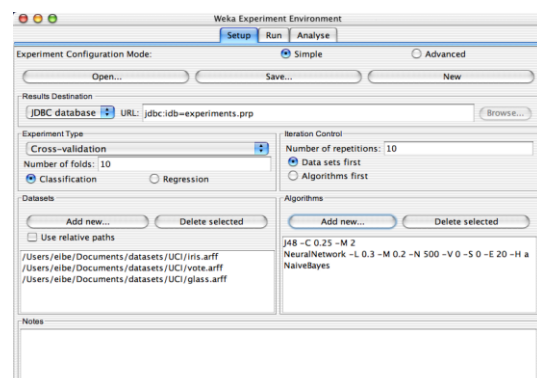 Weka Experiment Environment
Setup Run Analyse
Experiment Configuration Mode: Simple Advanced
Open... Save... New
Results Destination
JDBC database URL: jdbc:idb=experiments.prp Browse...
Experiment Type
Cross-validation
Number of folds: 10
Classification Regression
Iteration Control
Number of repetitions: 10
Data sets first
Algorithms first
Datasets
Add new... Delete selected
Use relative paths
/Users/eibe/Documents/datasets/UCI/iris.arff
/Users/eibe/Documents/datasets/UCI/vote.arff
/Users/eibe/Documents/datasets/UCI/glass.arff
Algorithms
Add new... Delete selected
J48 -C 0.25 -M 2
NeuralNetwork -L 0.3 -M 0.2 -N 500 -V 0 -S 0 -E 20 -H a
NaiveBayes
Notes